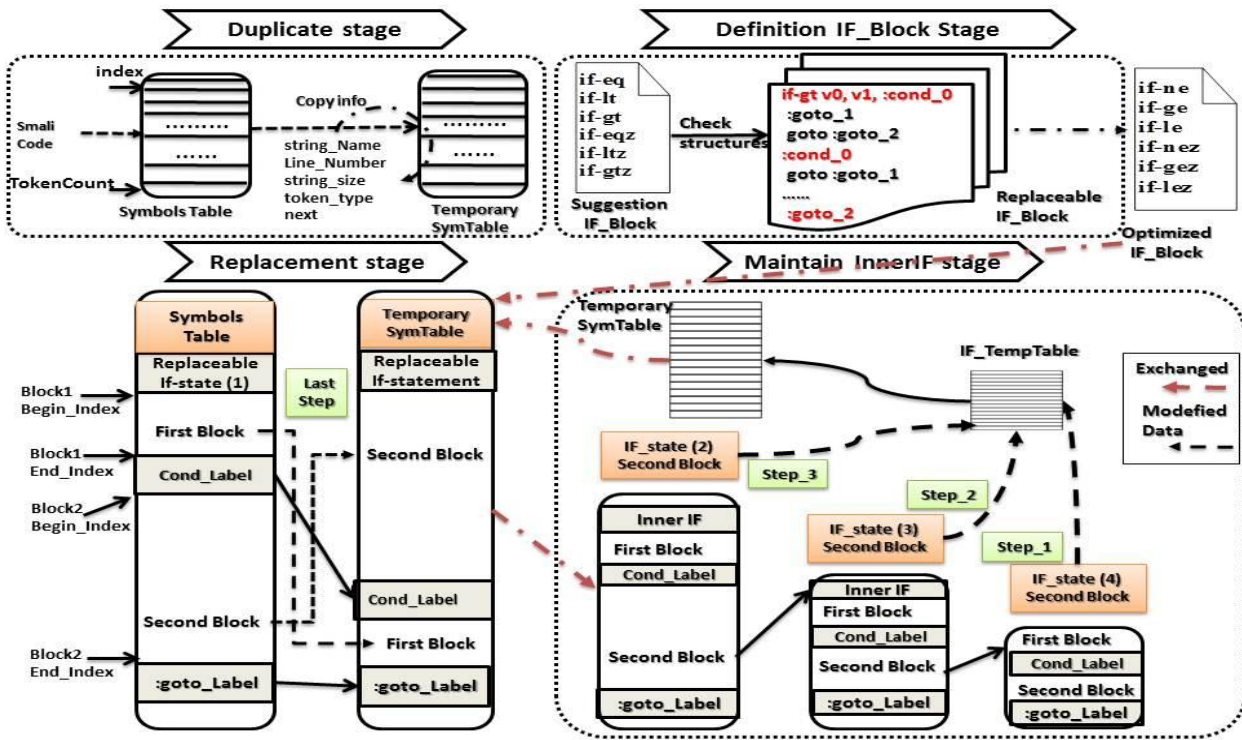 Duplicate stage
index
Smali
Code
TokenCount
.........
......
Symbols Table
Copy info
string_Name
Line_Number
string_size
token_type
next
.........
......
Temporary
SymTable
Definition IF_Block Stage
if-eq
if-lt
if-gt
if-eqz
if-ltz
if-gtz
Suggestion
IF_Block
Check
structures
if-gt v0, v1, :cond_0
:goto_1
goto :goto_2
:cond_0
goto :goto_1
......
:goto_2
Replaceable
IF_Block
if-ne
if-ge
if-le
if-nez
if-gez
if-lez
Optimized
IF_Block
Replacement stage
Symbols
Table
Replaceable
If-state (1)
Block1
Begin_Index
First Block
Block1
End_Index
Cond_Label
Block2
Begin_Index
Second Block
Block2
End_Index
:goto_Label
Last
Step
Temporary
SymTable
Replaceable
If-statement
Second Block
Cond_Label
First Block
:goto_Label
Maintain InnerIF stage
Temporary
SymTable
IF_TempTable
Exchanged
Modefied
Data
IF_state (2)
Second Block
Step_3
Step_2
IF_state (3)
Second Block
Step_1
IF_state (4)
Second Block
Inner IF
First Block
Cond_Label
Second Block
:goto_Label
Inner IF
First Block
Cond_Label
Second Block
:goto_Label
First Block
Cond_Label
Second Block
:goto_Label